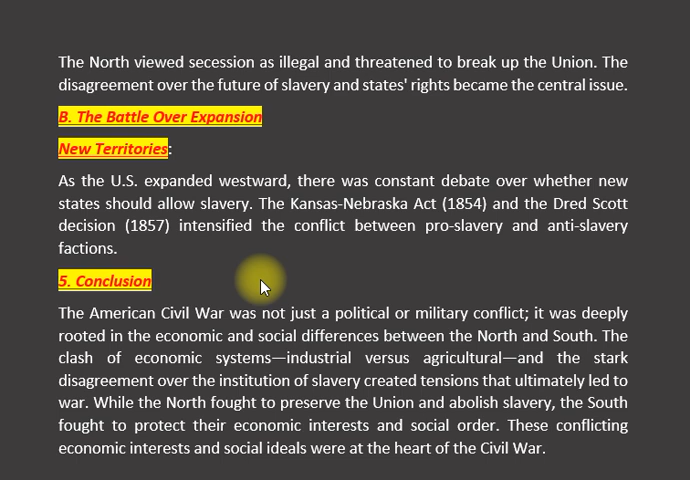 The North viewed secession as illegal and threatened to break up the Union. The
disagreement over the future of slavery and states' rights became the central issue.
B. The Battle Over Expansion
New Territories:
As the U.S. expanded westward, there was constant debate over whether new
states should allow slavery. The Kansas-Nebraska Act (1854) and the Dred Scott
decision (1857) intensified the conflict between pro-slavery and anti-slavery
factions.
5. Conclusion
The American Civil War was not just a political or military conflict; it was deeply
rooted in the economic and social differences between the North and South. The
clash of economic systems—industrial versus agricultural—and the stark
disagreement over the institution of slavery created tensions that ultimately led to
war. While the North fought to preserve the Union and abolish slavery, the South
fought to protect their economic interests and social order. These conflicting
economic interests and social ideals were at the heart of the Civil War.